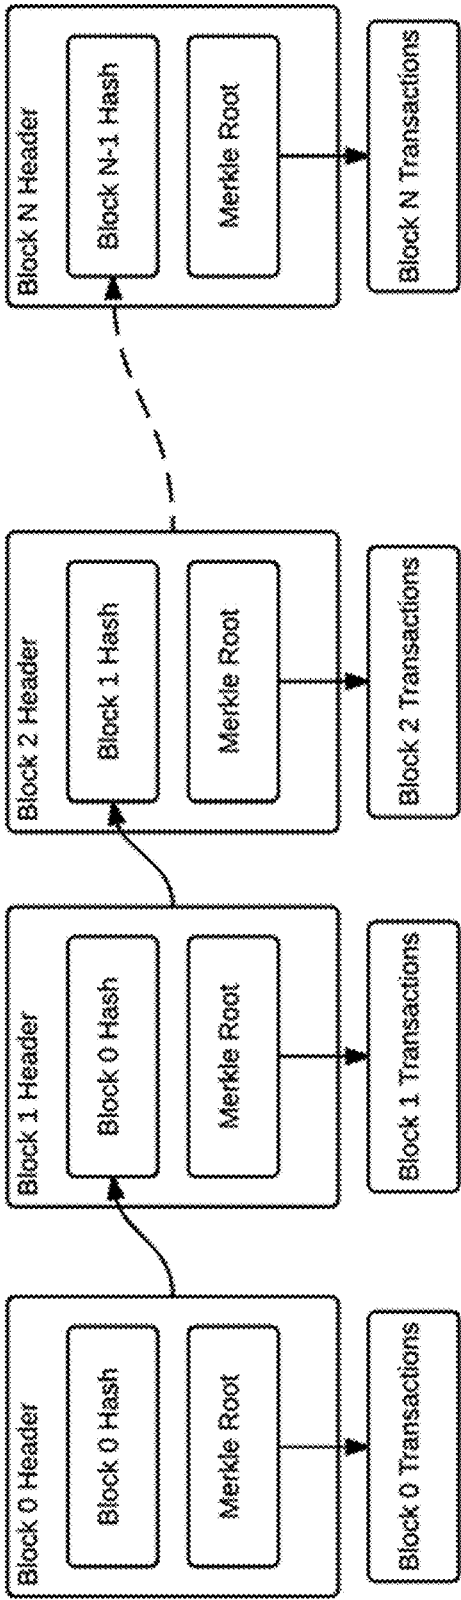 Block 0 Header
Block 0 Hash
Merkle Root
Block 0 Transactions
Block 1 Header
Block 0 Hash
Merkle Root
Block 1 Transactions
Block 2 Header
Block 1 Hash
Merkle Root
Block 2 Transactions
Block N Header
Block N-1 Hash
Merkle Root
Block N Transactions